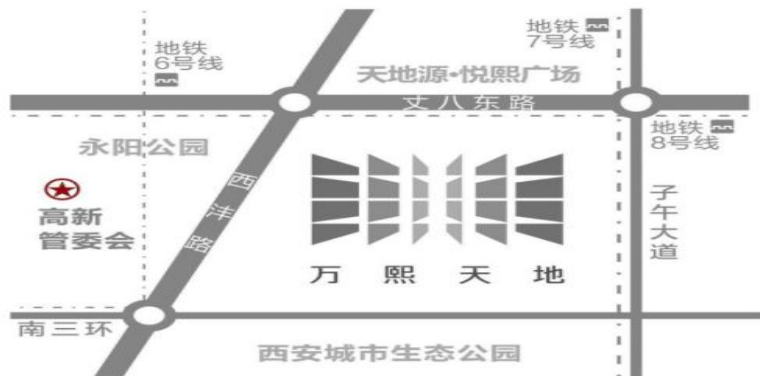 地铁
7号线
地铁
6号线
天地源·悦熙广场
丈八东路
地铁
8号线
永阳公园
西沣路
高新
管委会
子午大道
万熙天地
南三环
西安城市生态公园